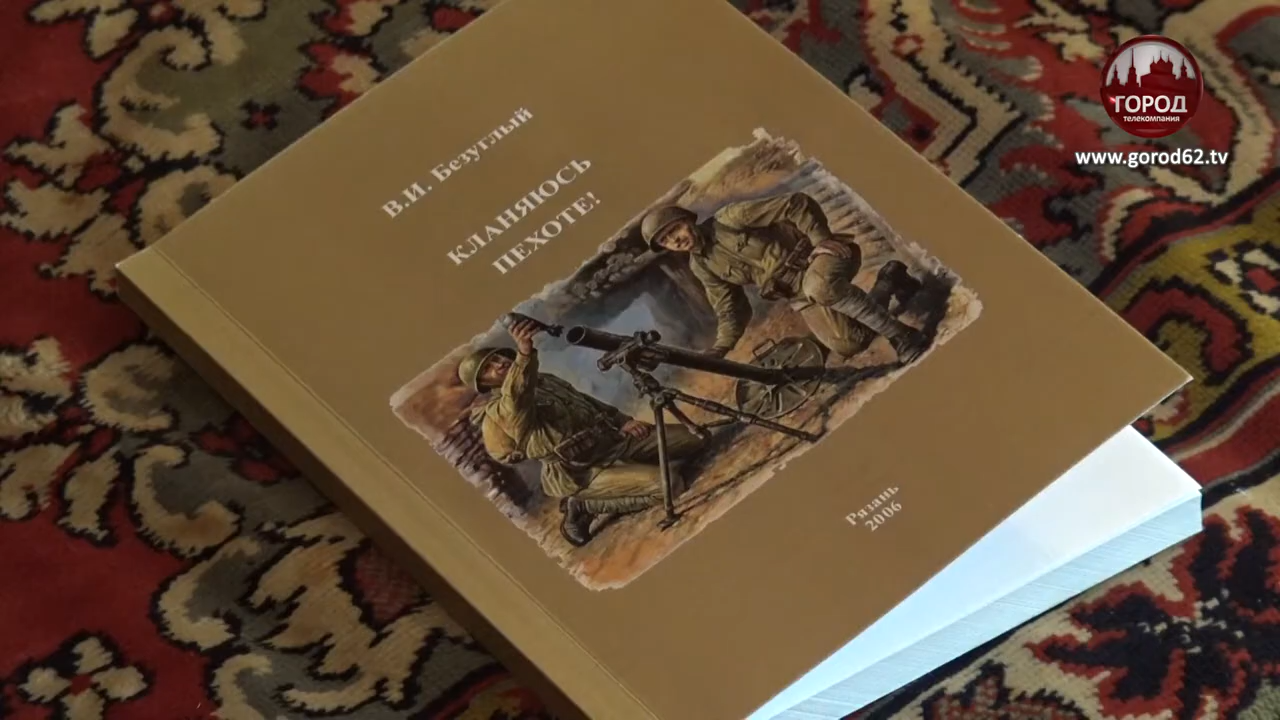 В.И. Безуглый
КЛАНЯЮСЬ
ПЕХОТЕ!
Рязань
2006
ГОРОД
телекомпания
www.gorod62.tv